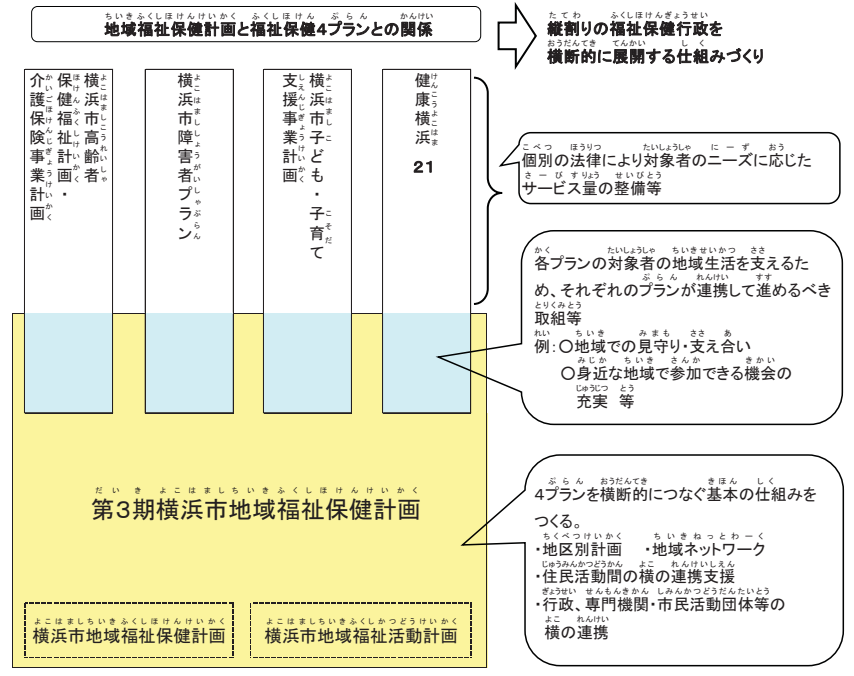 地域福祉保健計画と福祉保健4プランとの関係
縦割りの福祉保健行政を
横断的に展開する仕組みづくり
横浜市高齢者
保健福祉計画・
介護保険事業計画
横浜市障害者プラン
横浜市子ども・子育て
支援事業計画
健康横浜21
個別の法律により対象者のニーズに応じた
サービス量の整備等
各プランの対象者の地域生活を支えるた
め、それぞれのプランが連携して進めるべき
取組等
例:〇地域での見守り・支え合い
〇身近な地域で参加できる機会の
充実 等
第3期横浜市地域福祉保健計画
4プランを横断的につなぐ基本の仕組みを
つくる。
・地区別計画 ・地域ネットワーク
・住民活動間の横の連携支援
・行政、専門機関・市民活動団体等の
横の連携
横浜市地域福祉保健計画
横浜市地域福祉活動計画